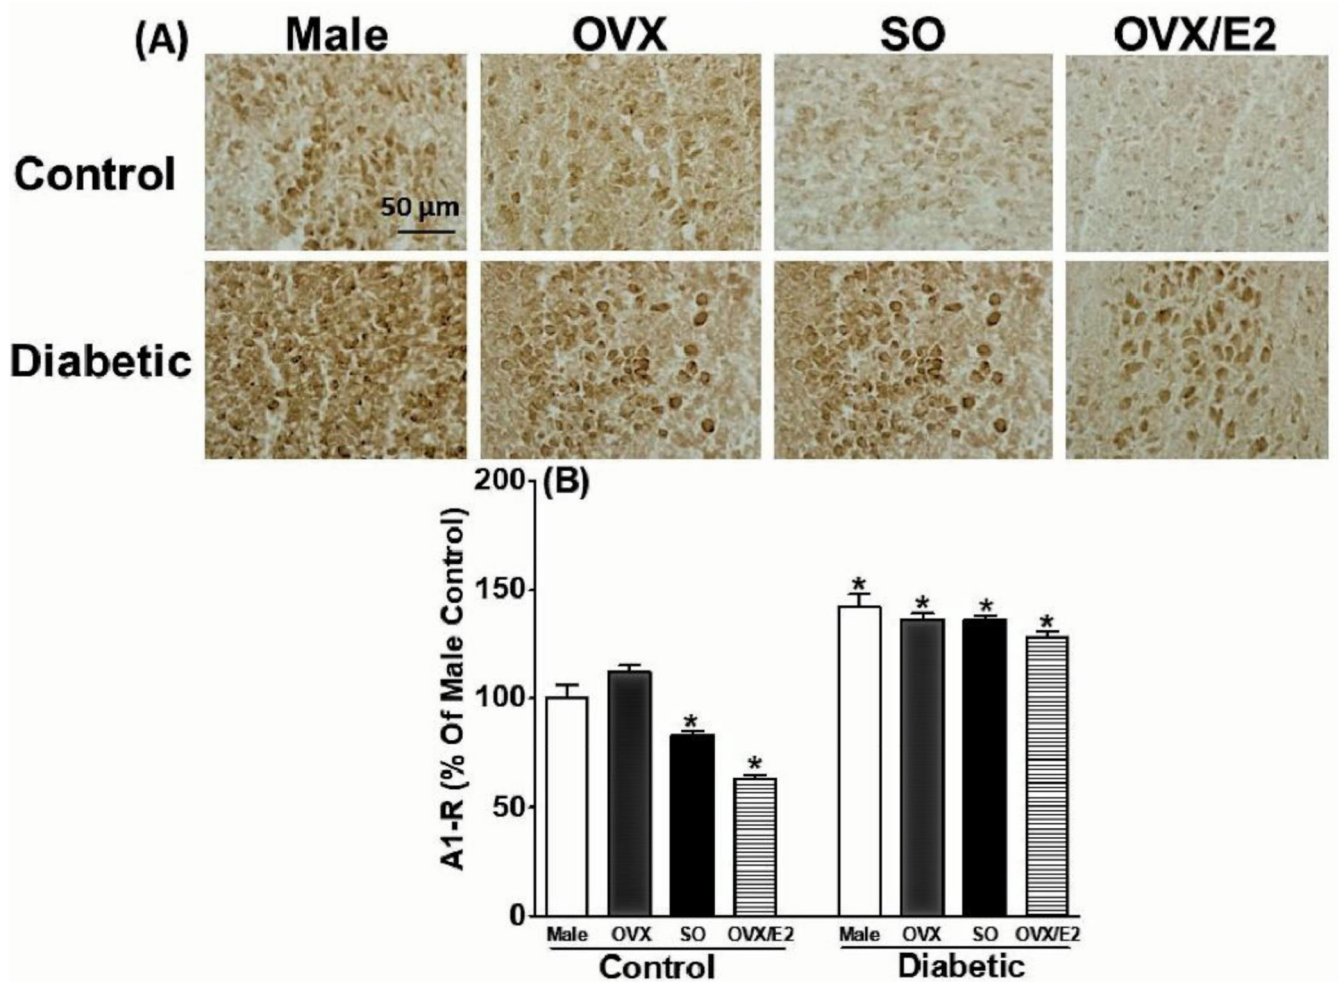 (A) Male OVX SO OVX/E2
Control
50 µm
Diabetic
(B)
A1-R (% Of Male Control)
200
150
100
50
0
* * * * * *
Male OVX SO OVX/E2 Male OVX SO OVX/E2
Control Diabetic